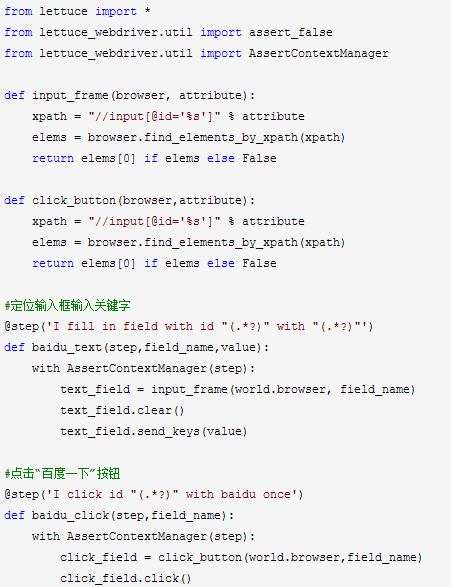 from lettuce import *
from lettuce_webdriver.util import assert_false
from lettuce_webdriver.util import AssertContextManager

def input_frame(browser, attribute):
    xpath = "//input[@id='%s']" % attribute
    elems = browser.find_elements_by_xpath(xpath)
    return elems[0] if elems else False

def click_button(browser,attribute):
    xpath = "//input[@id='%s']" % attribute
    elems = browser.find_elements_by_xpath(xpath)
    return elems[0] if elems else False

#定位输入框输入关键字
@step('I fill in field with id "(.*?)" with "(.*?)"')
def baidu_text(step,field_name,value):
    with AssertContextManager(step):
        text_field = input_frame(world.browser, field_name)
        text_field.clear()
        text_field.send_keys(value)

#点击“百度一下”按钮
@step('I click id "(.*?)" with baidu once')
def baidu_click(step,field_name):
    with AssertContextManager(step):
        click_field = click_button(world.browser,field_name)
        click_field.click()